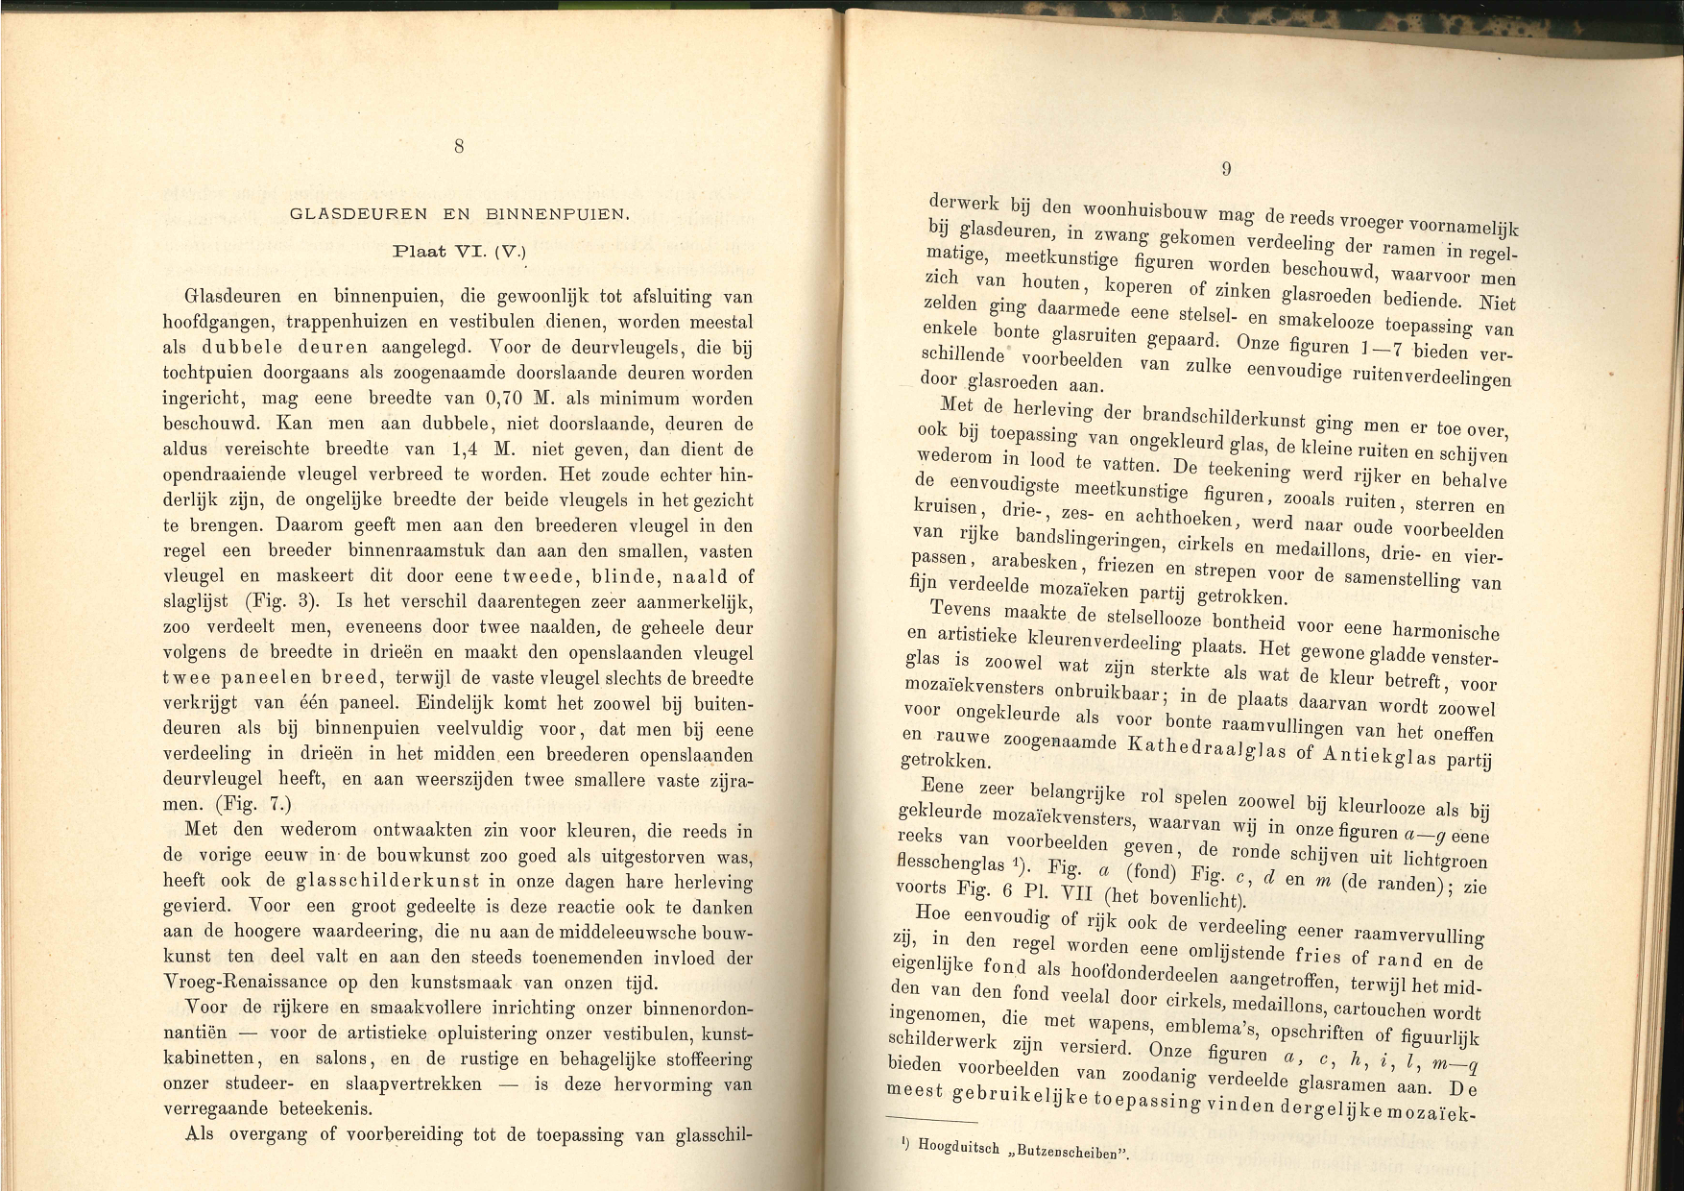 8
GLASDEUREN EN BINNENPUIEN.
Plaat VI. (V.)
Glasdeuren en binnenpuien, die gewoonlijk tot afsluiting van
hoofdgangen, trappenhuizen en vestibulen dienen, worden meestal
als dubbele deuren aangelegd. Voor de deurvleugels, die bij
tochtpuien doorgaans als zoogenaamde doorslaande deuren worden
ingericht, mag eene breedte van 0,70 M. als minimum worden
beschouwd. Kan men aan dubbele, niet doorslaande, deuren de
aldus vereischte breedte van 1,4 M. niet geven, dan dient de
opendraaiende vleugel verbreed te worden. Het zoude echter hin-
derlijk zijn, de ongelijke breedte der beide vleugels in het gezicht
te brengen. Daarom geeft men aan den breederen vleugel in den
regel een breeder binnenraamstuk dan aan den smallen, vasten
vleugel en maskeert dit door eene tweede, blinde, naald of
slaglijst (Fig. 3). Is het verschil daarentegen zeer aanmerkelijk,
zoo verdeelt men, eveneens door twee naalden, de geheele deur
volgens de breedte in drieën en maakt den openslaanden vleugel
twee paneelen breed, terwijl de vaste vleugel slechts de breedte
verkrijgt van één paneel. Eindelijk komt het zoowel bij buiten-
deuren als bij binnenpuien veelvuldig voor, dat men bij eene
verdeeling in drieën in het midden een breederen openslaanden
deurvleugel heeft, en aan weerszijden twee smallere vaste zijra-
men. (Fig. 7.)
Met den wederom ontwaakten zin voor kleuren, die reeds in
de vorige eeuw in de bouwkunst zoo goed als uitgestorven was,
heeft ook de glasschilderkunst in onze dagen hare herleving
gevierd. Voor een groot gedeelte is deze reactie ook te danken
aan de hoogere waardeering, die nu aan de middeleeuwsche bouw-
kunst ten deel valt en aan den steeds toenemenden invloed der
Vroeg-Renaissance op den kunstsmaak van onzen tijd.
Voor de rijkere en smaakvollere inrichting onzer binnenordon-
nantiën — voor de artistieke opluistering onzer vestibulen, kunst-
kabinetten, en salons, en de rustige en behagelijke stoffeering
onzer studeer- en slaapvertrekken — is deze hervorming van
verregaande beteekenis.
Als overgang of voorbereiding tot de toepassing van glasschil-
9
derwerk bij den woonhuisbouw mag de reeds vroeger voornamelijk
bij glasdeuren, in zwang gekomen verdeeling der ramen in regel-
matige, meetkunstige figuren worden beschouwd, waarvoor men
zich van houten, koperen of zinken glasroeden bediende. Niet
zelden ging daarmede eene stelsel- en smakelooze toepassing van
enkele bonte glasruiten gepaard. Onze figuren 1—7 bieden ver-
schillende voorbeelden van zulke eenvoudige ruitenverdeelingen
door glasroeden aan.
Met de herleving der brandschilderkunst ging men er toe over,
ook bij toepassing van ongekleurd glas, de kleine ruiten en schijven
wederom in lood te vatten. De teekening werd rijker en behalve
de eenvoudigste meetkunstige figuren, zooals ruiten, sterren en
kruisen, drie-, zes- en achthoeken, werd naar oude voorbeelden
van rijke bandslingeringen, cirkels en medaillons, drie- en vier-
passen, arabesken, friezen en strepen voor de samenstelling van
fijn verdeelde mozaïeken partij getrokken.
Tevens maakte de stelsellooze bontheid voor eene harmonische
en artistieke kleurenverdeeling plaats. Het gewone gladde venster-
glas is zoowel wat zijn sterkte als wat de kleur betreft, voor
mozaïekvensters onbruikbaar; in de plaats daarvan wordt zoowel
voor ongekleurde als voor bonte raamvullingen van het oneffen
en rauwe zoogenaamde Kathedraalglas of Antiekglas partij
getrokken.
Eene zeer belangrijke rol spelen zoowel bij kleurlooze als bij
gekleurde mozaïekvensters, waarvan wij in onze figuren a—g eene
reeks van voorbeelden geven, de ronde schijven uit lichtgroen
flesschenglas ¹). Fig. a (fond) Fig. c, d en m (de randen); zie
voorts Fig. 6 Pl. VII (het bovenlicht).
Hoe eenvoudig of rijk ook de verdeeling eener raamvervulling
zij, in den regel worden eene omlijstende fries of rand en de
eigenlijke fond als hoofdonderdeelen aangetroffen, terwijl het mid-
den van den fond veelal door cirkels, medaillons, cartouchen wordt
ingenomen, die met wapens, emblema's, opschriften of figuurlijk
schilderwerk zijn versierd. Onze figuren a, c, h, i, l, m—q
bieden voorbeelden van zoodanig verdeelde glasramen aan. De
meest gebruikelijke toepassing vinden dergelijke mozaïek-
¹) Hoogduitsch „Butzenscheiben”.